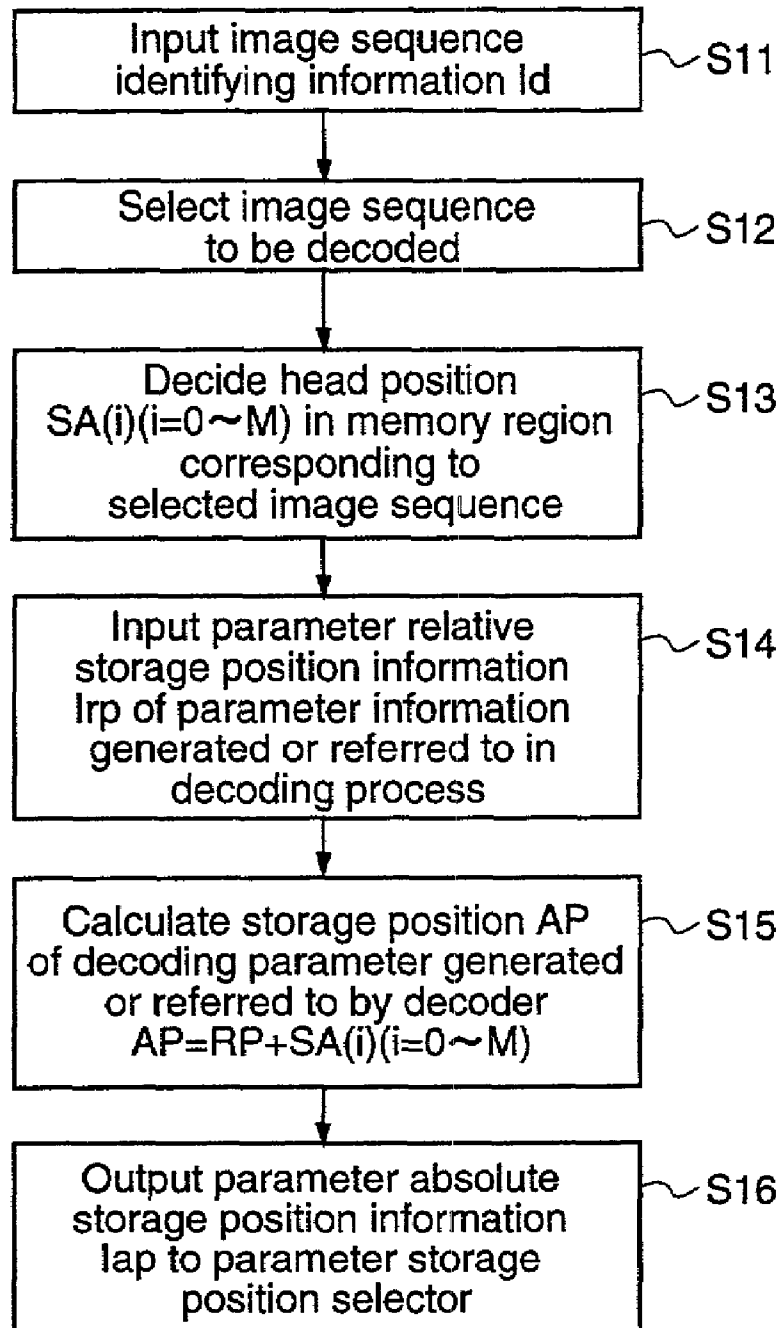 Input image sequence
identifying information Id
S11
Select image sequence
to be decoded
S12
Decide head position
SA(i)(i=0~M) in memory region
corresponding to
selected image sequence
S13
Input parameter relative
storage position information
Irp of parameter information
generated or referred to in
decoding process
S14
Calculate storage position AP
of decoding parameter generated
or referred to by decoder
AP=RP+SA(i)(i=0~M)
S15
Output parameter absolute
storage position information
Iap to parameter storage
position selector
S16